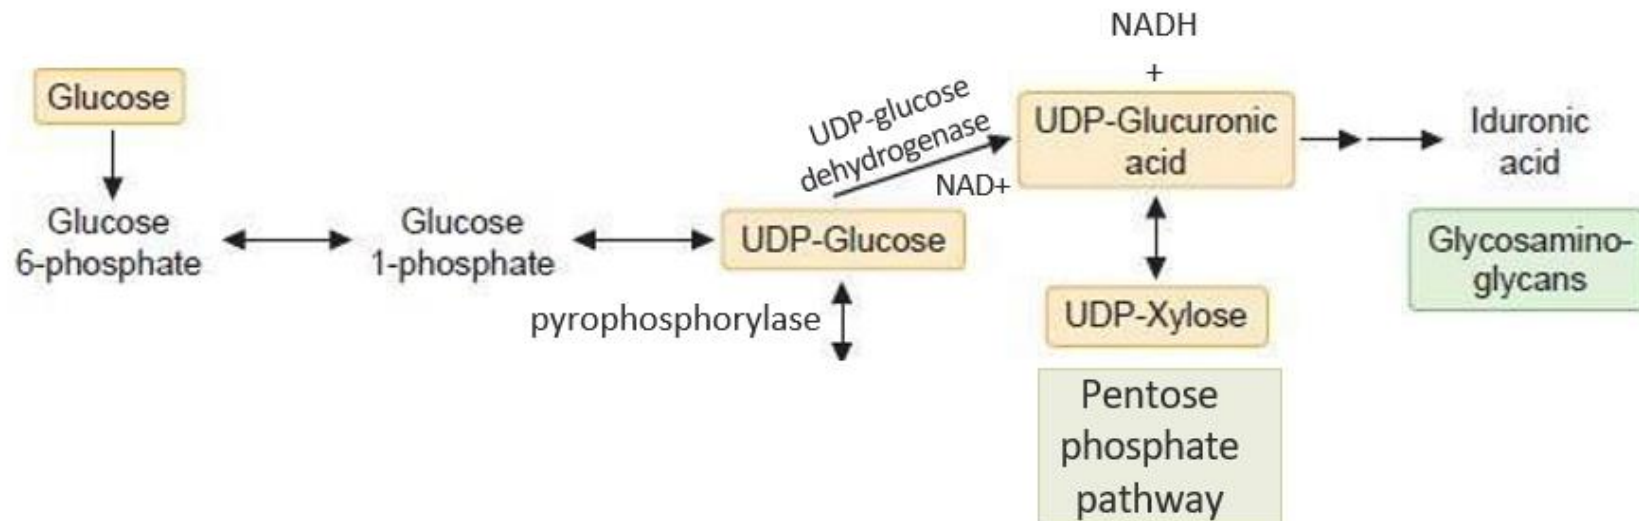 NADH
+
Glucose
UDP-glucose
dehydrogenase
NAD+
UDP-Glucuronic
acid
Iduronic
acid
Glucose
6-phosphate
Glucose
1-phosphate
UDP-Glucose
Glycosamino-
glycans
pyrophosphorylase
UDP-Xylose
Pentose
phosphate
pathway